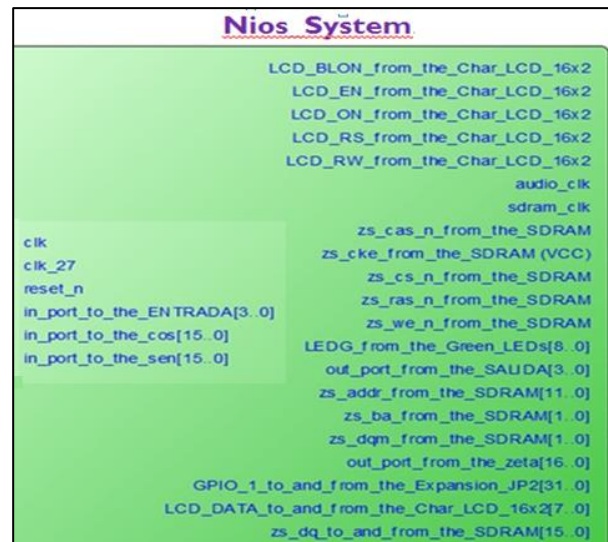 Nios_System
LCD_BLON_from_the_Char_LCD_16x2
LCD_EN_from_the_Char_LCD_16x2
LCD_ON_from_the_Char_LCD_16x2
LCD_RS_from_the_Char_LCD_16x2
LCD_RW_from_the_Char_LCD_16x2
audio_clk
sdram_clk
zs_cas_n_from_the_SDRAM
zs_cke_from_the_SDRAM (VCC)
zs_cs_n_from_the_SDRAM
zs_ras_n_from_the_SDRAM
zs_we_n_from_the_SDRAM
LEDG_from_the_Green_LEDs[8..0]
out_port_from_the_SALIDA[3..0]
zs_addr_from_the_SDRAM[11..0]
zs_ba_from_the_SDRAM[1..0]
zs_dqm_from_the_SDRAM[1..0]
out_port_from_the_zeta[16..0]
GPIO_1_to_and_from_the_Expansion_JP2[31..0]
LCD_DATA_to_and_from_the_Char_LCD_16x2[7..0]
zs_dq_to_and_from_the_SDRAM[15..0]
clk
clk_27
reset_n
in_port_to_the_ENTRADA[3..0]
in_port_to_the_cos[15..0]
in_port_to_the_sen[15..0]